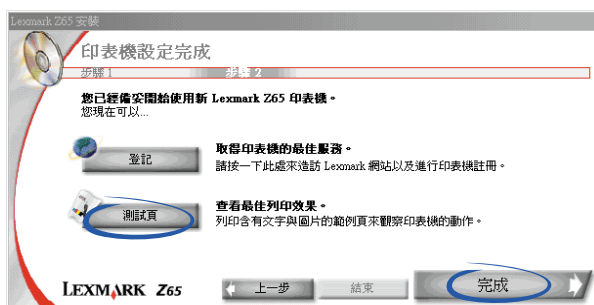 Lexmark Z65 安裝
印表機設定完成
步驟 1 步驟 2
您已經備妥開始使用新 Lexmark Z65 印表機。
您現在可以...
登記
取得印表機的最佳服務。
請按一下此處來造訪 Lexmark 網站以及進行印表機註冊。
測試頁
查看最佳列印效果。
列印含有文字與圖片的範例頁來觀察印表機的動作。
LEXMARK Z65
上一步
結束
完成